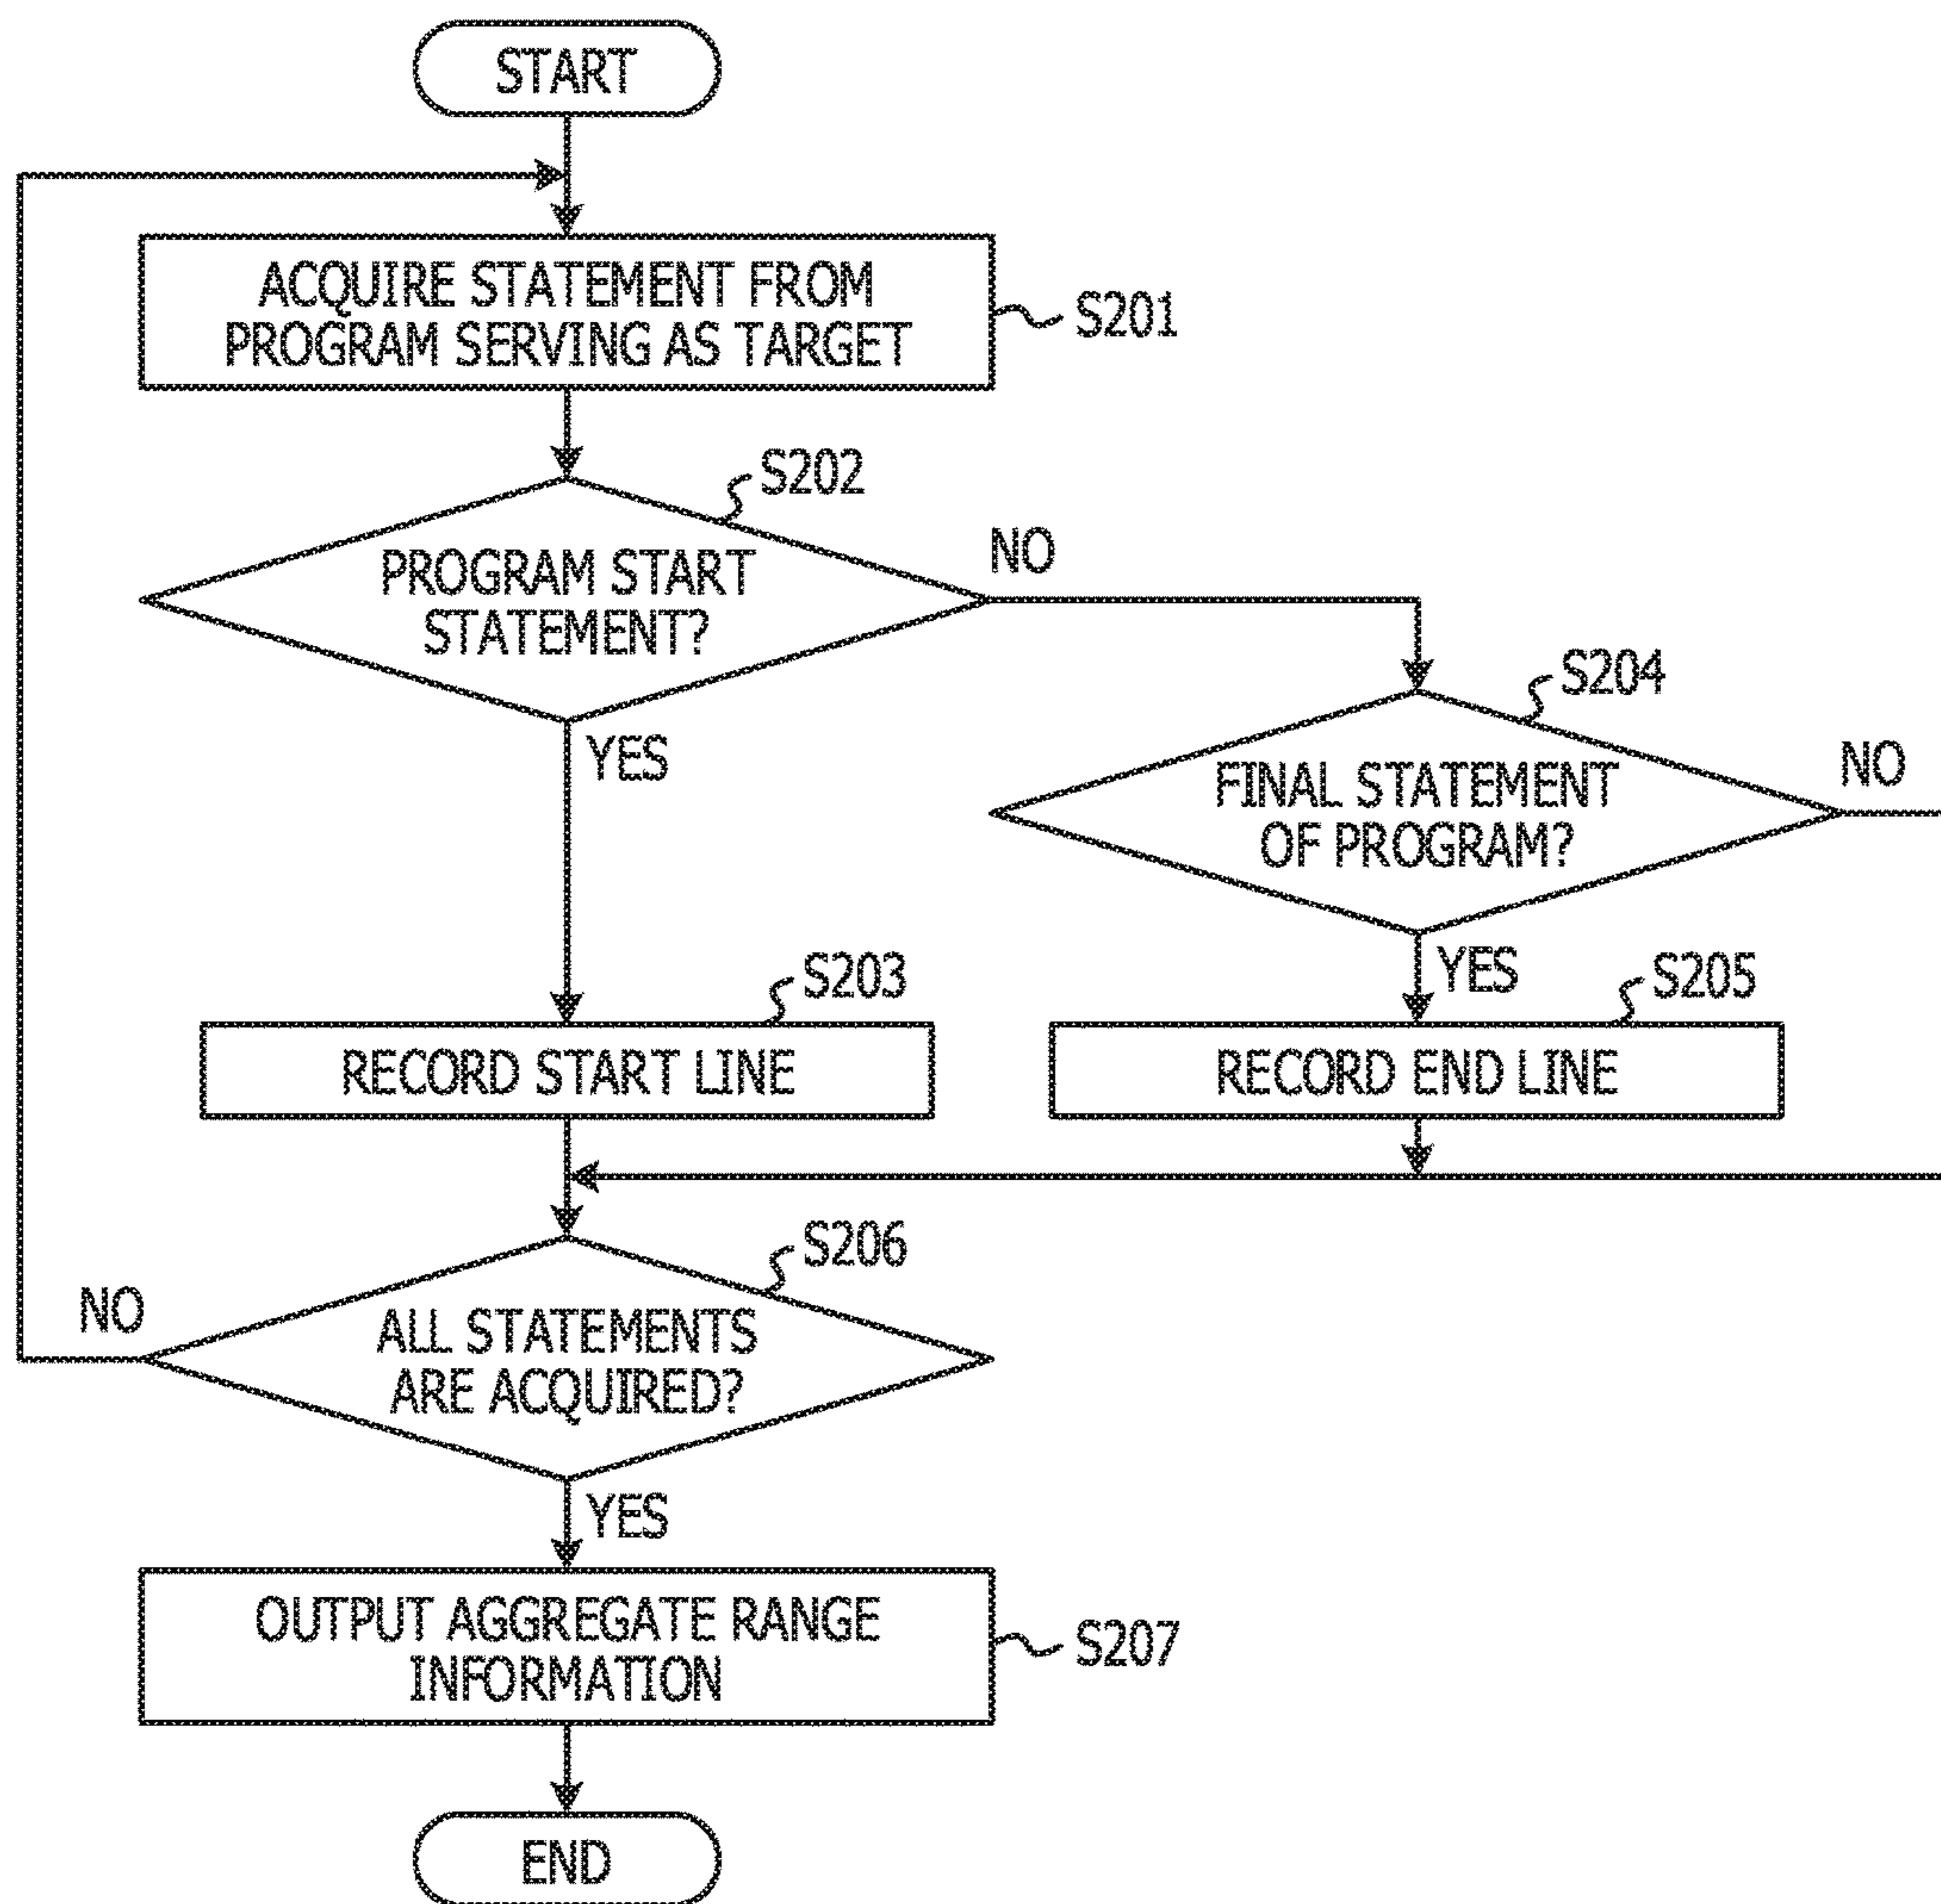 START
ACQUIRE STATEMENT FROM
PROGRAM SERVING AS TARGET
S201
S202
PROGRAM START
STATEMENT?
NO
YES
S204
FINAL STATEMENT
OF PROGRAM?
NO
YES
S203
RECORD START LINE
S205
RECORD END LINE
S206
ALL STATEMENTS
ARE ACQUIRED?
NO
YES
OUTPUT AGGREGATE RANGE
INFORMATION
S207
END